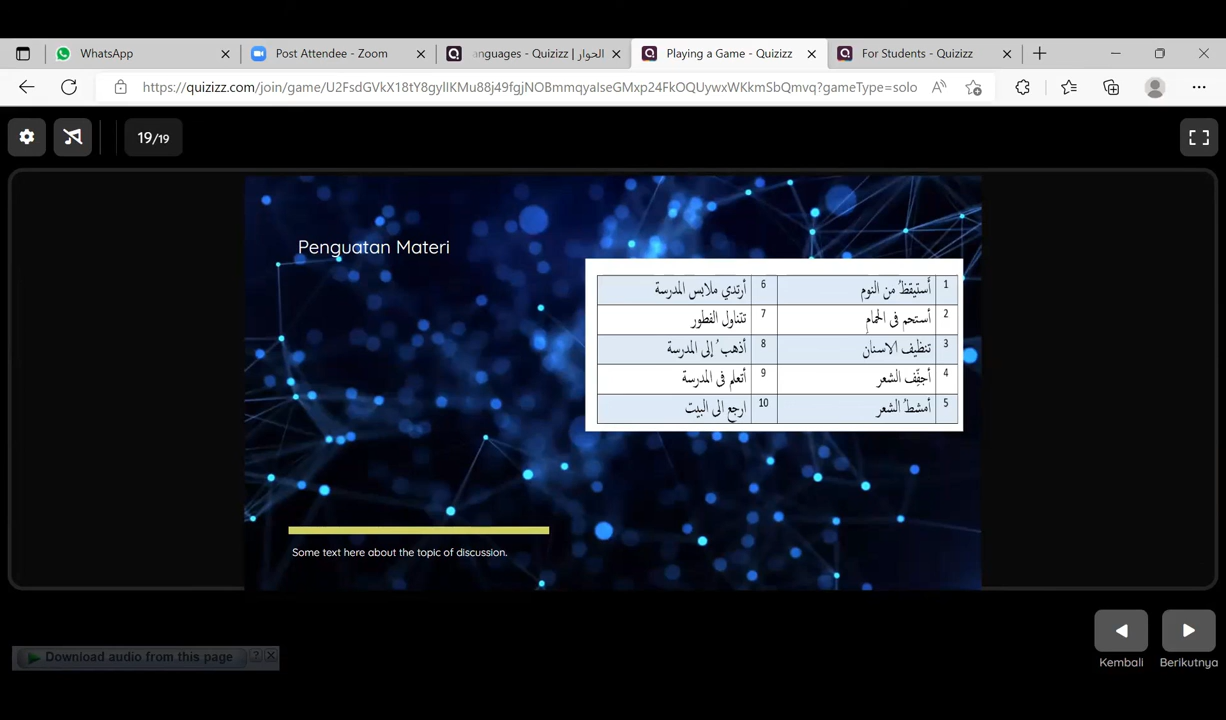 WhatsApp
Post Attendee - Zoom
anguages - Quizizz | الحوار
Playing a Game - Quizizz
For Students - Quizizz
https://quizizz.com/join/game/U2FsdGVkX18tY8gyllKMu88j49fgjNOBmmqyaIseGMxp24FkOQUywxWKkmSbQmvq?gameType=solo
19/19
Penguatan Materi
1 أَستيقظُ من النوم
6 أرتدي ملابس المدرسة
2 أستحم فى الحمامِ
7 تتناول الفطور
3 تنظيف الاسنان
8 أذهب ُ إلى المدرسة
4 أجفّف الشعر
9 أتعلم فى المدرسة
5 أمشطُ الشعر
10 ارجع الى البيت
Some text here about the topic of discussion.
Download audio from this page ?
Kembali
Berikutnya